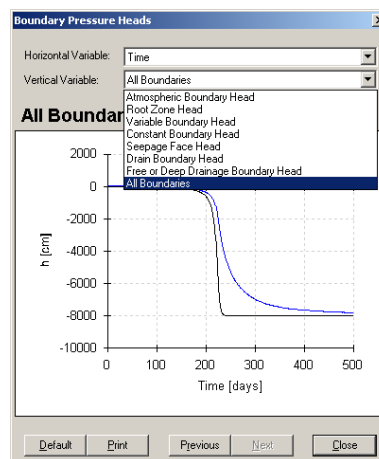 Boundary Pressure Heads
Horizontal Variable: Time
Vertical Variable: All Boundaries
Atmospheric Boundary Head
Root Zone Head
Variable Boundary Head
Constant Boundary Head
Seepage Face Head
Drain Boundary Head
Free or Deep Drainage Boundary Head
All Boundaries
All Boundar
2000
0
-2000
-4000
-6000
-8000
-10000
h [cm]
0 100 200 300 400 500
Time [days]
Default Print Previous Next Close